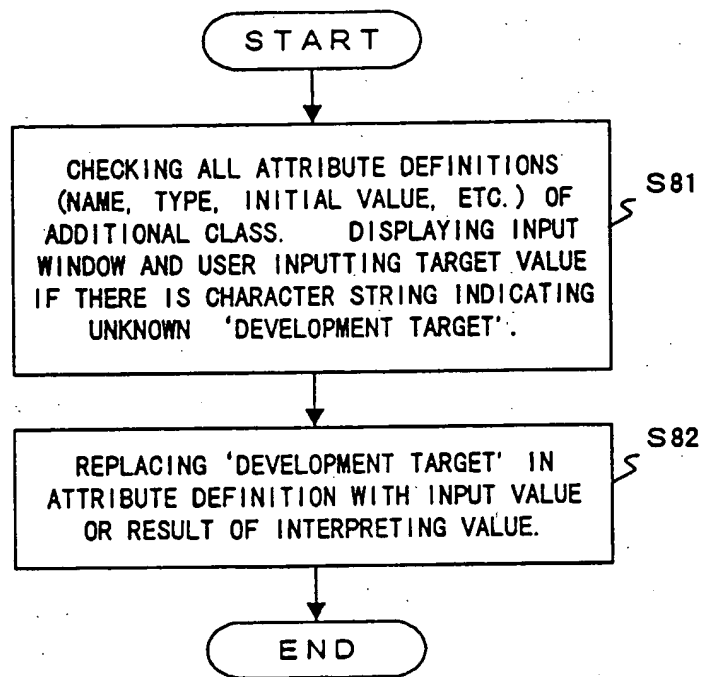 START
CHECKING ALL ATTRIBUTE DEFINITIONS
(NAME, TYPE, INITIAL VALUE, ETC.) OF
ADDITIONAL CLASS. DISPLAYING INPUT
WINDOW AND USER INPUTTING TARGET VALUE
IF THERE IS CHARACTER STRING INDICATING
UNKNOWN 'DEVELOPMENT TARGET'.
S81
REPLACING 'DEVELOPMENT TARGET' IN
ATTRIBUTE DEFINITION WITH INPUT VALUE
OR RESULT OF INTERPRETING VALUE.
S82
END